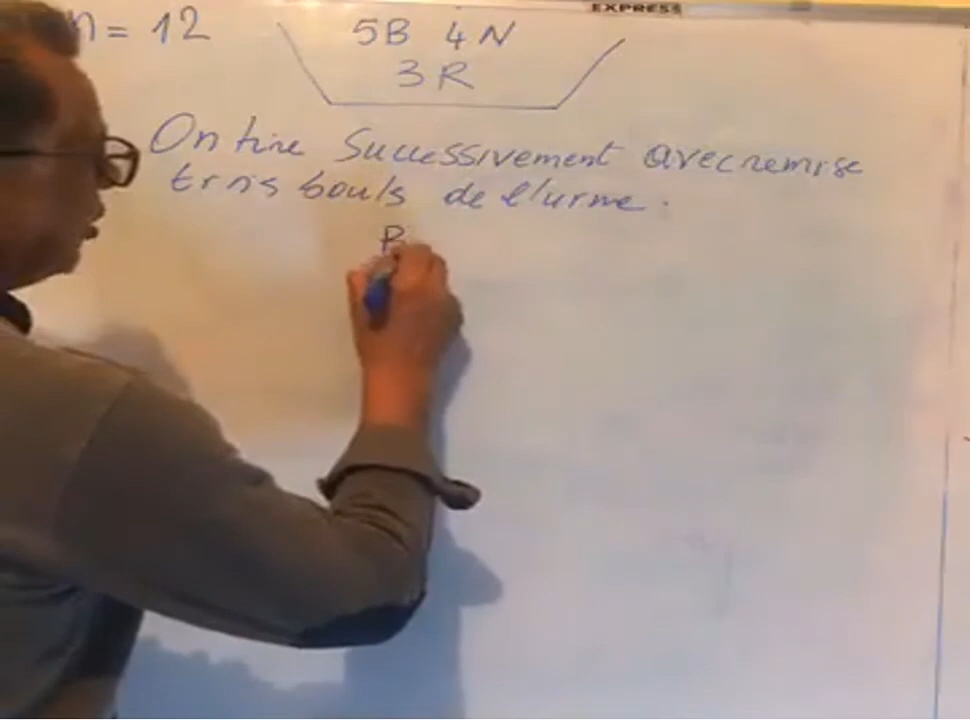 EXPRESS
n = 12
5B 4N
3R
On tire Successivement avec remise
trois bouls de l'urne.
B